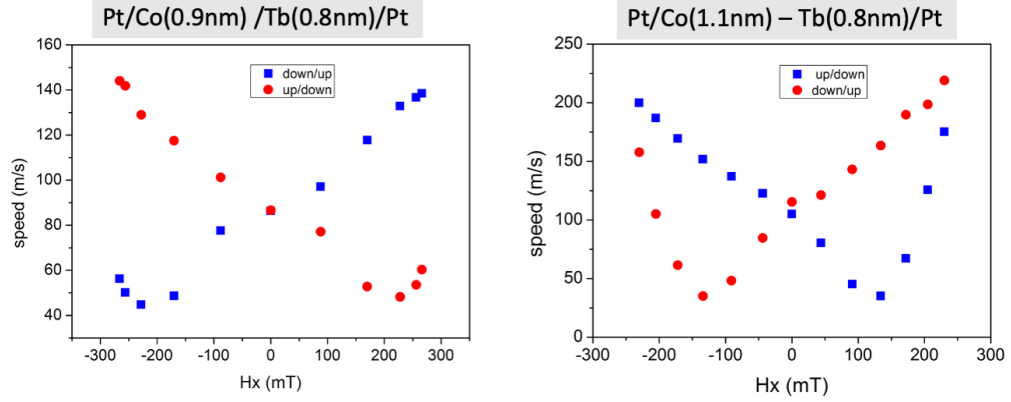 Pt/Co(0.9nm) /Tb(0.8nm)/Pt
160
140
120
100
80
60
40
speed (m/s)
down/up
up/down
-300
-200
-100
0
100
200
300
Hx (mT)
Pt/Co(1.1nm) – Tb(0.8nm)/Pt
250
200
150
100
50
0
speed (m/s)
up/down
down/up
-300
-200
-100
0
100
200
300
Hx (mT)